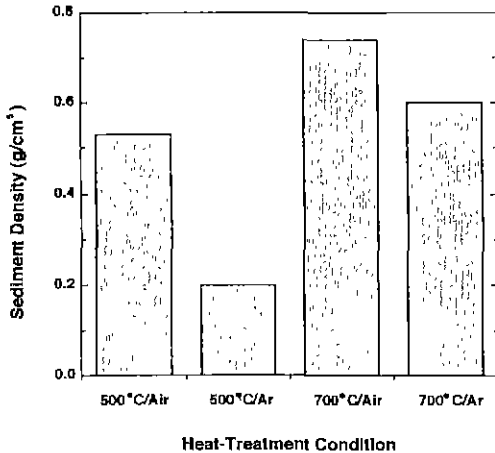 0.8
0.6
0.4
0.2
0.0
Sediment Density (g/cm³)
500°C/Air 500°C/Ar 700°C/Air 700°C/Ar
Heat-Treatment Condition